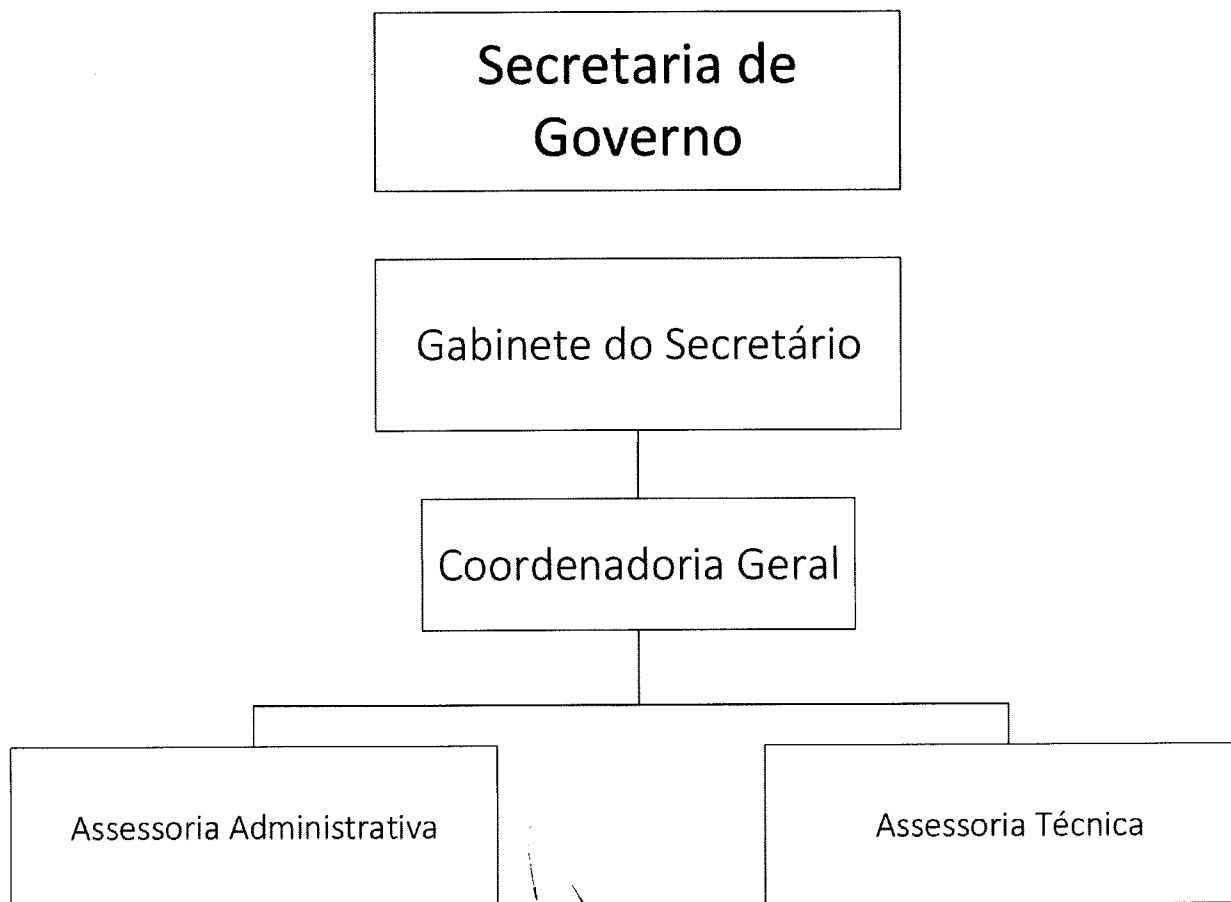 Secretaria de
Governo
Gabinete do Secretário
Coordenadoria Geral
Assessoria Administrativa
Assessoria Técnica